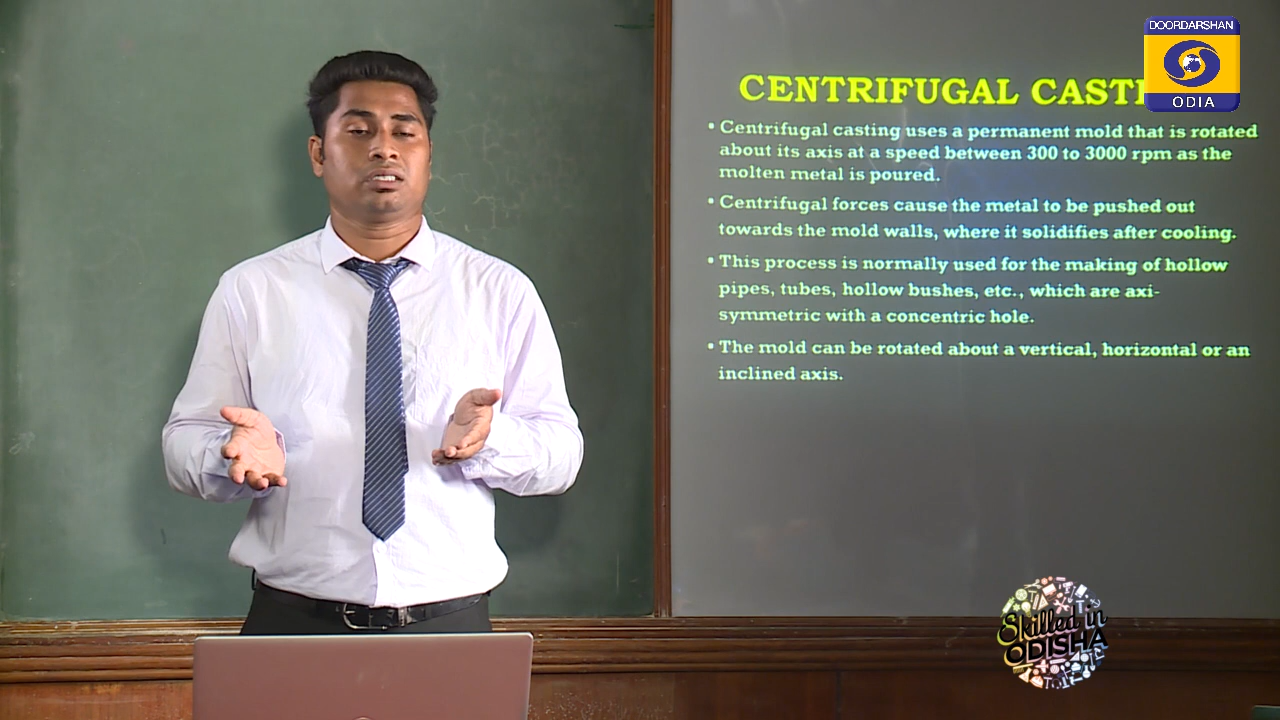 DOORDARSHAN
ODIA
CENTRIFUGAL
• Centrifugal casting uses a permanent mold that is rotated
about its axis at a speed between 300 to 3000 rpm as the
molten metal is poured.
• Centrifugal forces cause the metal to be pushed out
towards the mold walls, where it solidifies after cooling.
• This process is normally used for the making of hollow
pipes, tubes, hollow bushes, etc., which are axi-
symmetric with a concentric hole.
• The mold can be rotated about a vertical, horizontal or an
inclined axis.
Skilled in
ODISHA